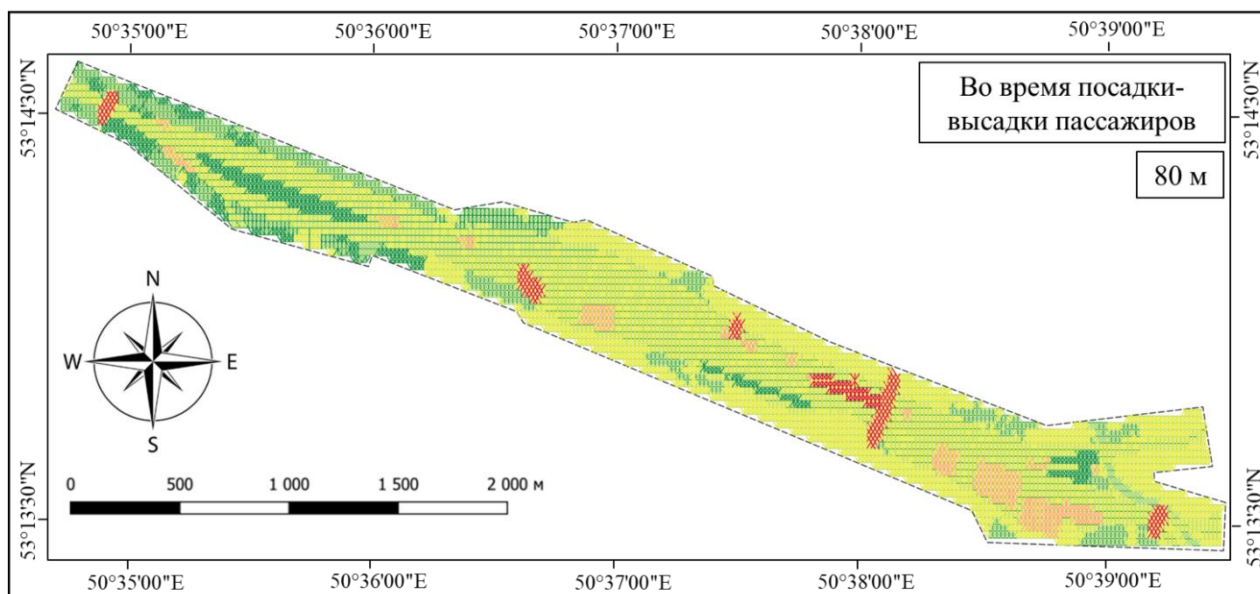 50°35'00"E 50°36'00"E 50°37'00"E 50°38'00"E 50°39'00"E
53°14'30"N
53°14'30"N
Во время посадки-
высадки пассажиров
80 м
N
W E
S
0 500 1 000 1 500 2 000 м
53°13'30"N
53°13'30"N
50°35'00"E 50°36'00"E 50°37'00"E 50°38'00"E 50°39'00"E